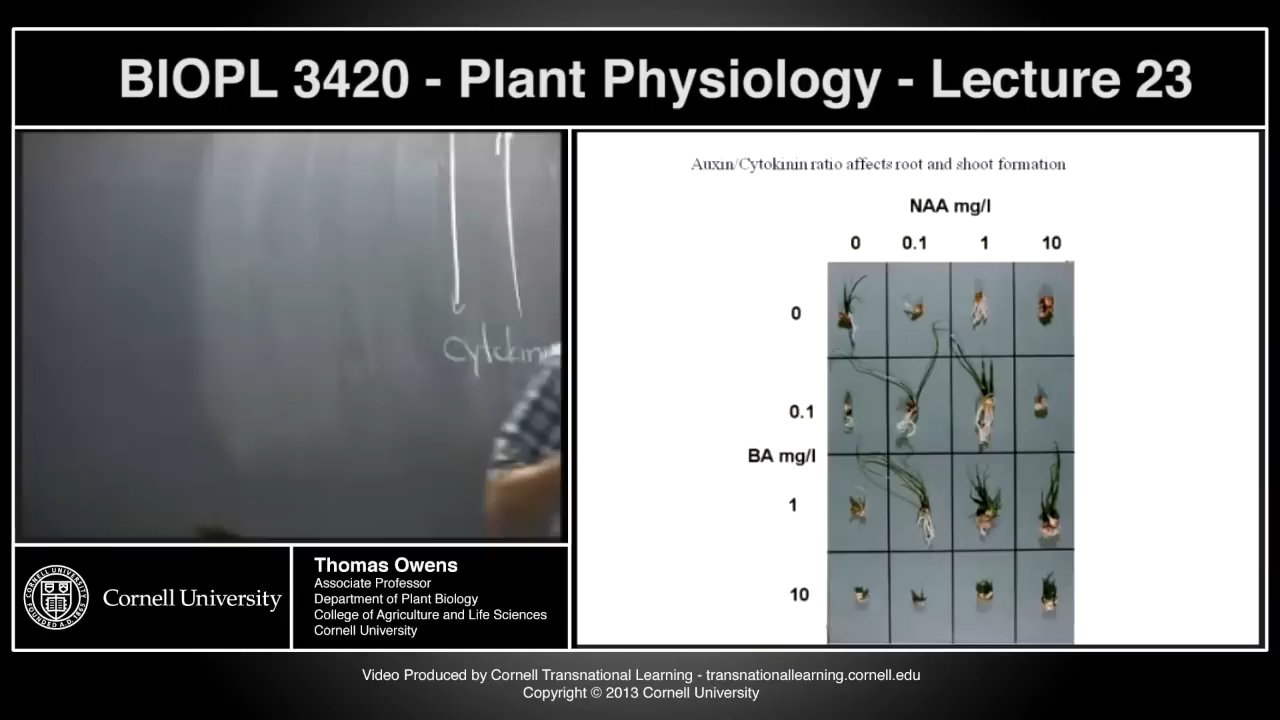 BIOPL 3420 - Plant Physiology - Lecture 23
Auxin/Cytokinin ratio affects root and shoot formation
NAA mg/l
0 0.1 1 10
0
0.1
BA mg/l
1
10
Thomas Owens
Associate Professor
Department of Plant Biology
College of Agriculture and Life Sciences
Cornell University
Cornell University
Video Produced by Cornell Transnational Learning - transnationallearning.cornell.edu
Copyright © 2013 Cornell University